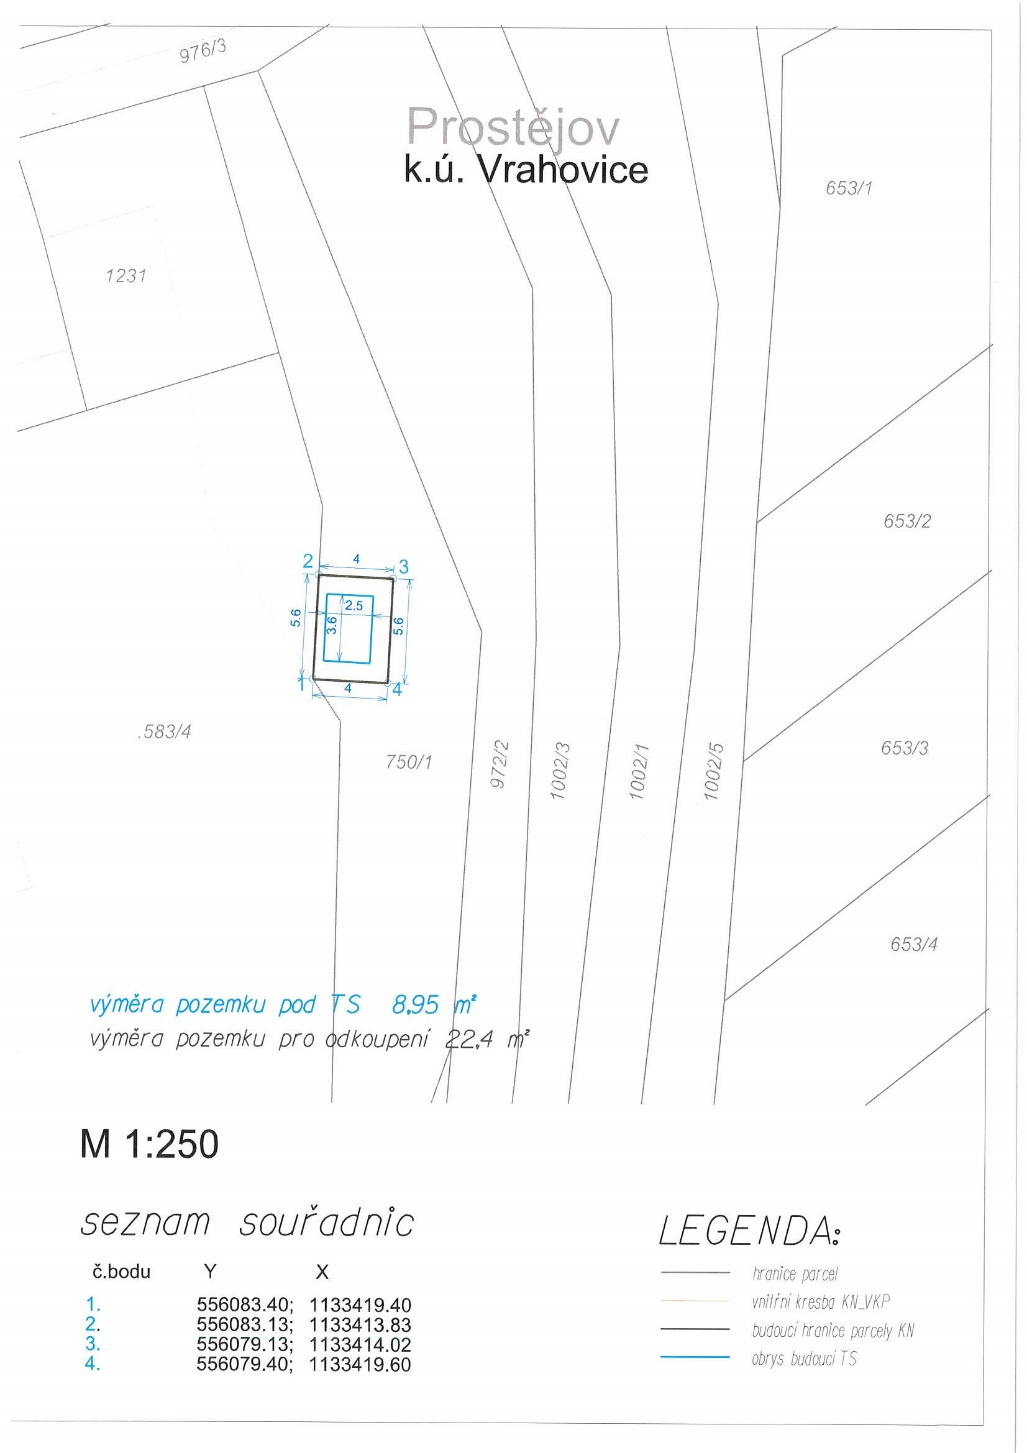 976/3
Prostějov
k.ú. Vrahovice
653/1
1231
653/2
2 4 3
5.6 2.5 3.6 5.6
1 4 4
.583/4
750/1
972/2
1002/3
1002/1
1002/5
653/3
653/4
výměra pozemku pod TS 8,95 m²
výměra pozemku pro odkoupení 22,4 m²
M 1:250
seznam souřadnic
č.bodu Y X
1. 556083.40; 1133419.40
2. 556083.13; 1133413.83
3. 556079.13; 1133414.02
4. 556079.40; 1133419.60
LEGENDA:
hranice parcel
vnitřní kresba KN_VKP
budoucí hranice parcely KN
obrys budoucí TS